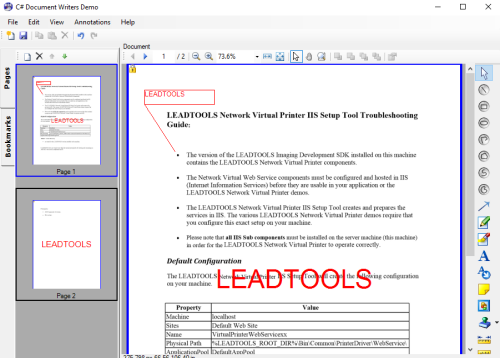 C# Document Writers Demo
File Edit View Annotations Help
Document
1 / 2 73.6%
Pages
Bookmarks
LEADTOOLS
Page 1
LEADTOOLS
Page 2
LEADTOOLS
LEADTOOLS Network Virtual Printer IIS Setup Tool Troubleshooting
Guide:
• The version of the LEADTOOLS Imaging Development SDK installed on this machine
contains the LEADTOOLS Network Virtual Printer components.
• The Network Virtual Web Service components must be configured and hosted in IIS
(Internet Information Services) before they are usable in your application or the
LEADTOOLS Network Virtual Printer demos.
• The LEADTOOLS Network Virtual Printer IIS Setup Tool creates and prepares the
services in IIS. The various LEADTOOLS Network Virtual Printer demos require that
you configure this exact setup on your machine.
• Please note that all IIS Sub components must be installed on the server machine (this machine)
in order for the LEADTOOLS Network Virtual Printer to operate correctly.
Default Configuration
The LEADTOOLS Network Virtual Printer IIS Setup Tool will create the following configuration
on your machine.
LEADTOOLS
Property Value
Machine localhost
Sites Default Web Site
Name VirtualPrinterWebServicexx
Physical Path %LEADTOOLS_ROOT_DIR%\Bin\Common\PrinterDriver\WebService\
ApplicationPool DefaultAppPool